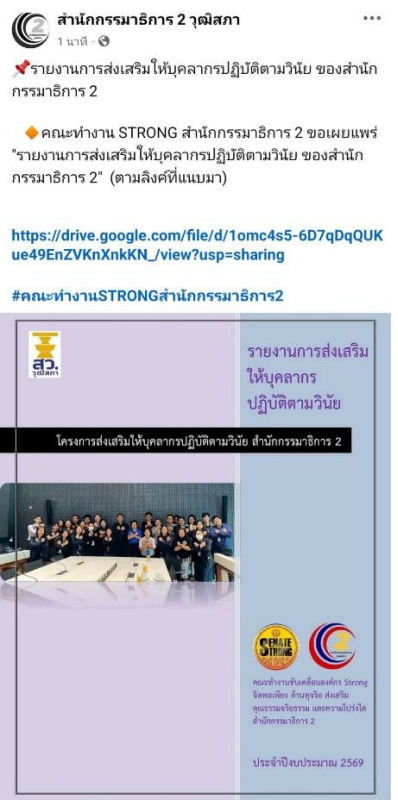 สำนักกรรมาธิการ 2 วุฒิสภา
1 นาที
📌รายงานการส่งเสริมให้บุคลากรปฏิบัติตามวินัย ของสำนัก
กรรมาธิการ 2
🔶คณะทำงาน STRONG สำนักกรรมาธิการ 2 ขอเผยแพร่
"รายงานการส่งเสริมให้บุคลากรปฏิบัติตามวินัย ของสำนัก
กรรมาธิการ 2" (ตามลิงค์ที่แนบมา)
https://drive.google.com/file/d/1omc4s5-6D7qDqQUK
ue49EnZVKnXnkKN_/view?usp=sharing
#คณะทำงานSTRONGสำนักกรรมาธิการ2
สว.
วุฒิสภา
รายงานการส่งเสริม
ให้บุคลากร
ปฏิบัติตามวินัย
โครงการส่งเสริมให้บุคลากรปฏิบัติตามวินัย สำนักกรรมาธิการ 2
SENATE
STRONG
2
คณะทำงานขับเคลื่อนองค์กร Strong
จิตพอเพียง ต้านทุจริต ส่งเสริม
คุณธรรมจริยธรรม และความโปร่งใส
สำนักกรรมาธิการ 2
ประจำปีงบประมาณ 2569